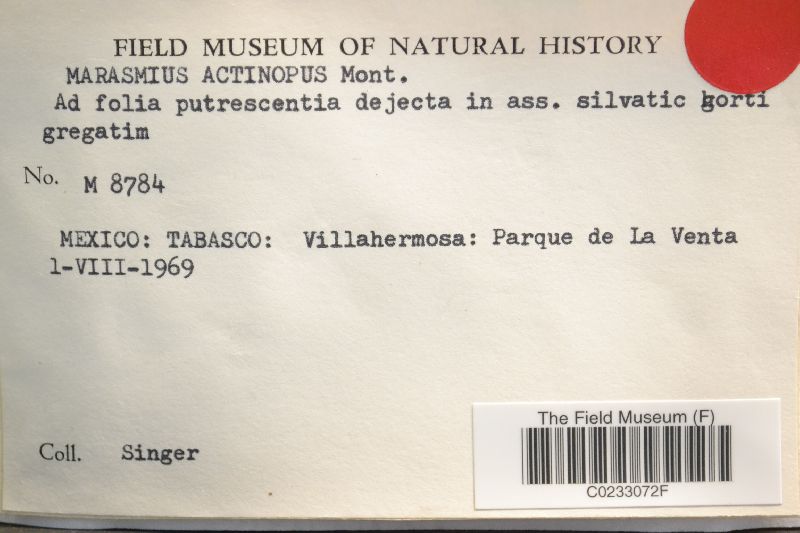 FIELD MUSEUM OF NATURAL HISTORY
MARASMIUS ACTINOPUS Mont.
Ad folia putrescentia dejecta in ass. silvatic horti
gregatim
No. M 8784
MEXICO: TABASCO: Villahermosa: Parque de La Venta
1-VIII-1969
Coll. Singer
The Field Museum (F)
C0233072F